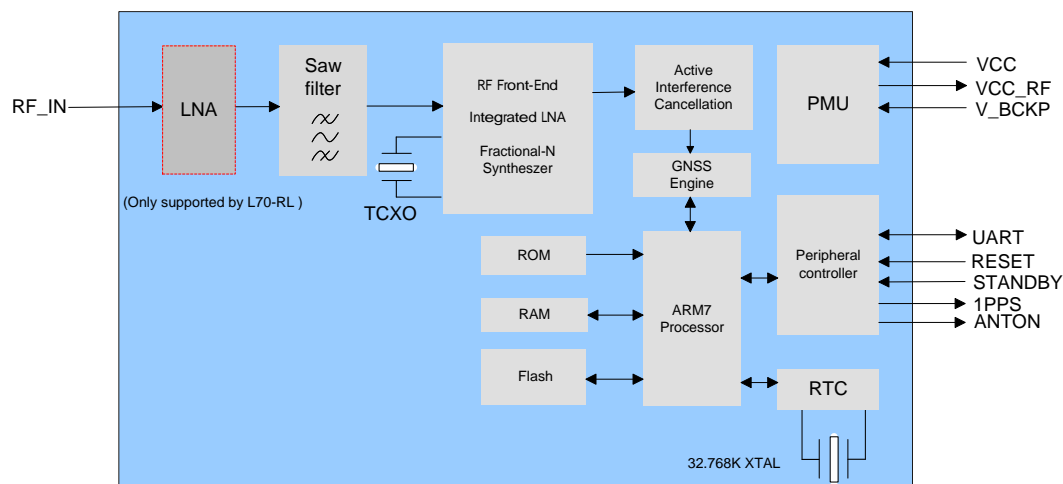 RF_IN
LNA
(Only supported by L70-RL )
Saw
filter
TCXO
RF Front-End
Integrated LNA
Fractional-N
Syntheszer
Active
Interference
Cancellation
GNSS
Engine
PMU
VCC
VCC_RF
V_BCKP
ROM
RAM
Flash
ARM7
Processor
Peripheral
controller
UART
RESET
STANDBY
1PPS
ANTON
RTC
32.768K XTAL